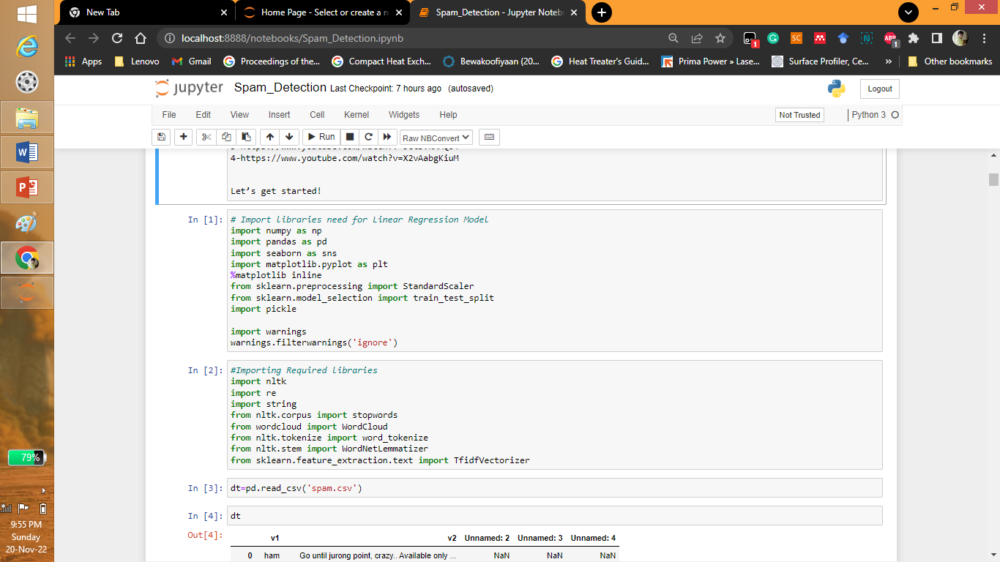 New Tab
Home Page - Select or create a n
Spam_Detection - Jupyter Noteb
localhost:8888/notebooks/Spam_Detection.ipynb
Apps
Lenovo
Gmail
Proceedings of the...
Compact Heat Exch...
Bewakoofiyaan (20...
Heat Treater's Guid...
Prima Power » Lase...
Surface Profiler, Ce...
»
Other bookmarks
jupyter
Spam_Detection Last Checkpoint: 7 hours ago (autosaved)
Logout
File Edit View Insert Cell Kernel Widgets Help
Not Trusted
Python 3
Run
Raw NBConvert
4-https://www.youtube.com/watch?v=X2vAabgKiuM
Let’s get started!
In [1]:
# Import libraries need for Linear Regression Model
import numpy as np
import pandas as pd
import seaborn as sns
import matplotlib.pyplot as plt
%matplotlib inline
from sklearn.preprocessing import StandardScaler
from sklearn.model_selection import train_test_split
import pickle
import warnings
warnings.filterwarnings('ignore')
In [2]:
#Importing Required libraries
import nltk
import re
import string
from nltk.corpus import stopwords
from wordcloud import WordCloud
from nltk.tokenize import word_tokenize
from nltk.stem import WordNetLemmatizer
from sklearn.feature_extraction.text import TfidfVectorizer
In [3]:
dt=pd.read_csv('spam.csv')
In [4]:
dt
Out[4]:
v1 v2 Unnamed: 2 Unnamed: 3 Unnamed: 4
0 ham Go until jurong point, crazy.. Available only ... NaN NaN NaN
79%
9:55 PM
Sunday
20-Nov-22